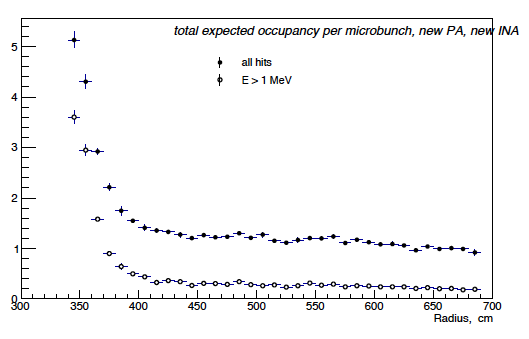 total expected occupancy per microbunch, new PA, new INA
all hits
E > 1 MeV
5
4
3
2
1
0
300 350 400 450 500 550 600 650 700
Radius, cm